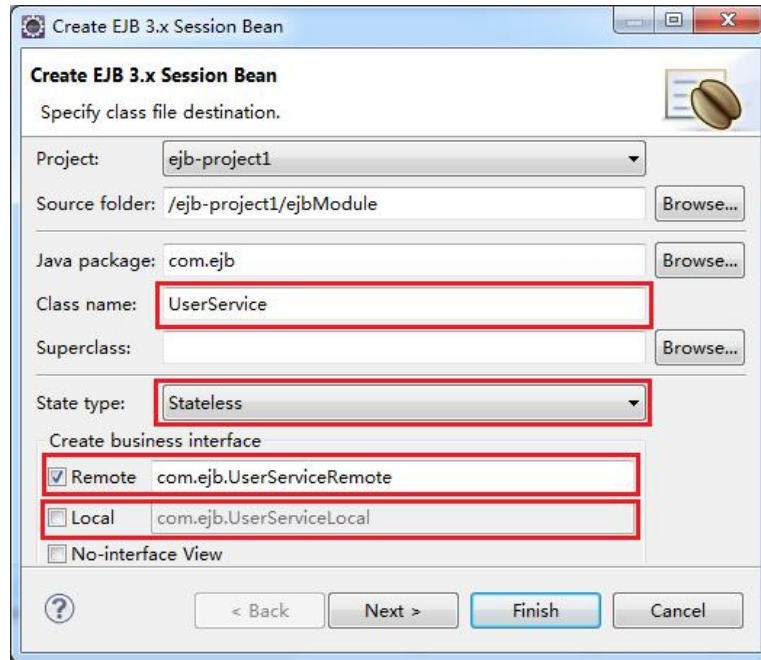 Create EJB 3.x Session Bean
Create EJB 3.x Session Bean
Specify class file destination.
Project: ejb-project1
Source folder: /ejb-project1/ejbModule Browse...
Java package: com.ejb Browse...
Class name: UserService
Superclass: Browse...
State type: Stateless
Create business interface
Remote com.ejb.UserServiceRemote
Local com.ejb.UserServiceLocal
No-interface View
? < Back Next > Finish Cancel